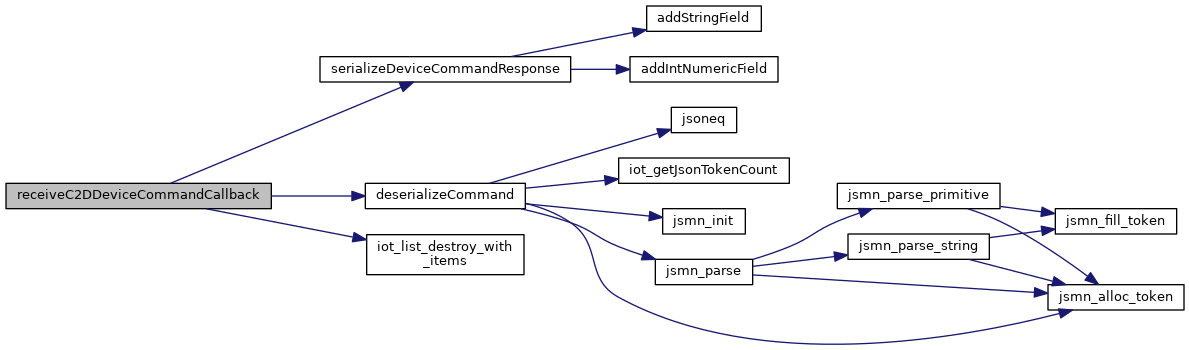 addStringField
serializeDeviceCommandResponse
addIntNumericField
jsoneq
iot_getJsonTokenCount
receiveC2DDeviceCommandCallback
deserializeCommand
jsmn_parse_primitive
jsmn_init
jsmn_fill_token
iot_list_destroy_with
_items
jsmn_parse_string
jsmn_parse
jsmn_alloc_token